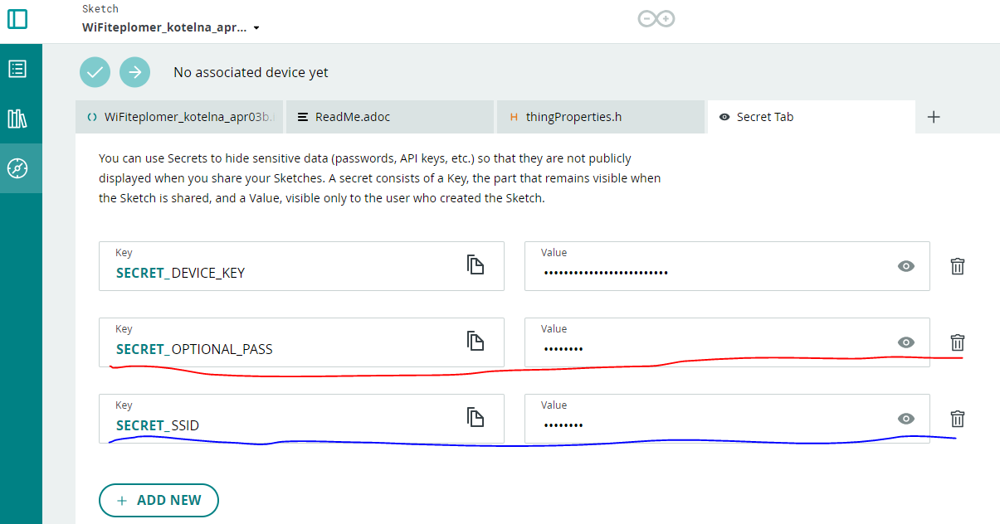 Sketch
WiFiteplomer_kotelna_apr...
No associated device yet
WiFiteplomer_kotelna_apr03b.
ReadMe.adoc
thingProperties.h
Secret Tab
You can use Secrets to hide sensitive data (passwords, API keys, etc.) so that they are not publicly
displayed when you share your Sketches. A secret consists of a Key, the part that remains visible when
the Sketch is shared, and a Value, visible only to the user who created the Sketch.
Key
SECRET_DEVICE_KEY
Value
•••••••••••••••••••••••••
Key
SECRET_OPTIONAL_PASS
Value
••••••••
Key
SECRET_SSID
Value
••••••••
+ ADD NEW